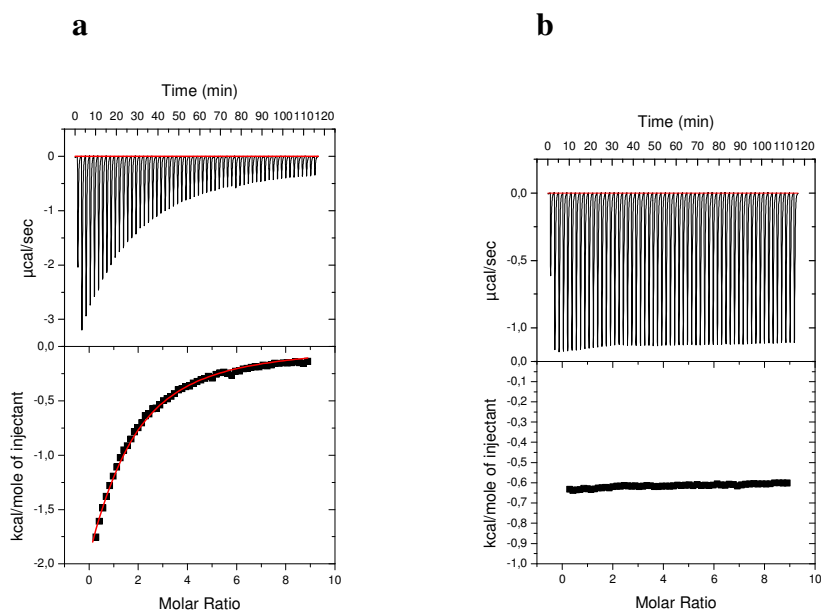 a
Time (min)
0 10 20 30 40 50 60 70 80 90 100 110 120
0
-1
-2
-3
µcal/sec
0,0
-0,5
-1,0
-1,5
-2,0
kcal/mole of injectant
0 2 4 6 8 10
Molar Ratio
b
Time (min)
0 10 20 30 40 50 60 70 80 90 100 110 120
0,0
-0,5
-1,0
µcal/sec
0,0
-0,1
-0,2
-0,3
-0,4
-0,5
-0,6
-0,7
-0,8
-0,9
-1,0
kcal/mole of injectant
0 2 4 6 8 10
Molar Ratio